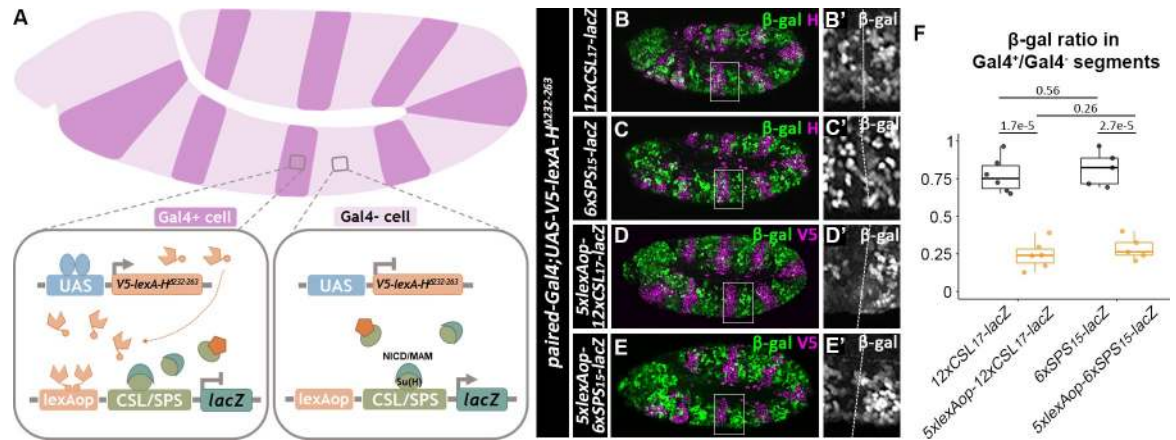 A
Gal4+ cell
Gal4- cell
UAS
V5-lexA-H^Δ232-263
lexAop
CSL/SPS
lacZ
UAS
V5-lexA-H^Δ232-263
NICD/MAM
Su(H)
lexAop
CSL/SPS
lacZ
paired-Gal4;UAS-V5-lexA-H^Δ232-263
12xCSL17-lacZ
B
β-gal H
B'
β-gal
6xSPS15-lacZ
C
β-gal H
C'
β-gal
5xlexAop-
12xCSL17-lacZ
D
β-gal V5
D'
β-gal
5xlexAop-
6xSPS15-lacZ
E
β-gal V5
E'
β-gal
F
β-gal ratio in
Gal4+/Gal4- segments
0.56
0.26
1.7e-5
2.7e-5
1
0.75
0.50
0.25
0
12xCSL17-lacZ
5xlexAop-12xCSL17-lacZ
6xSPS15-lacZ
5xlexAop-6xSPS15-lacZ